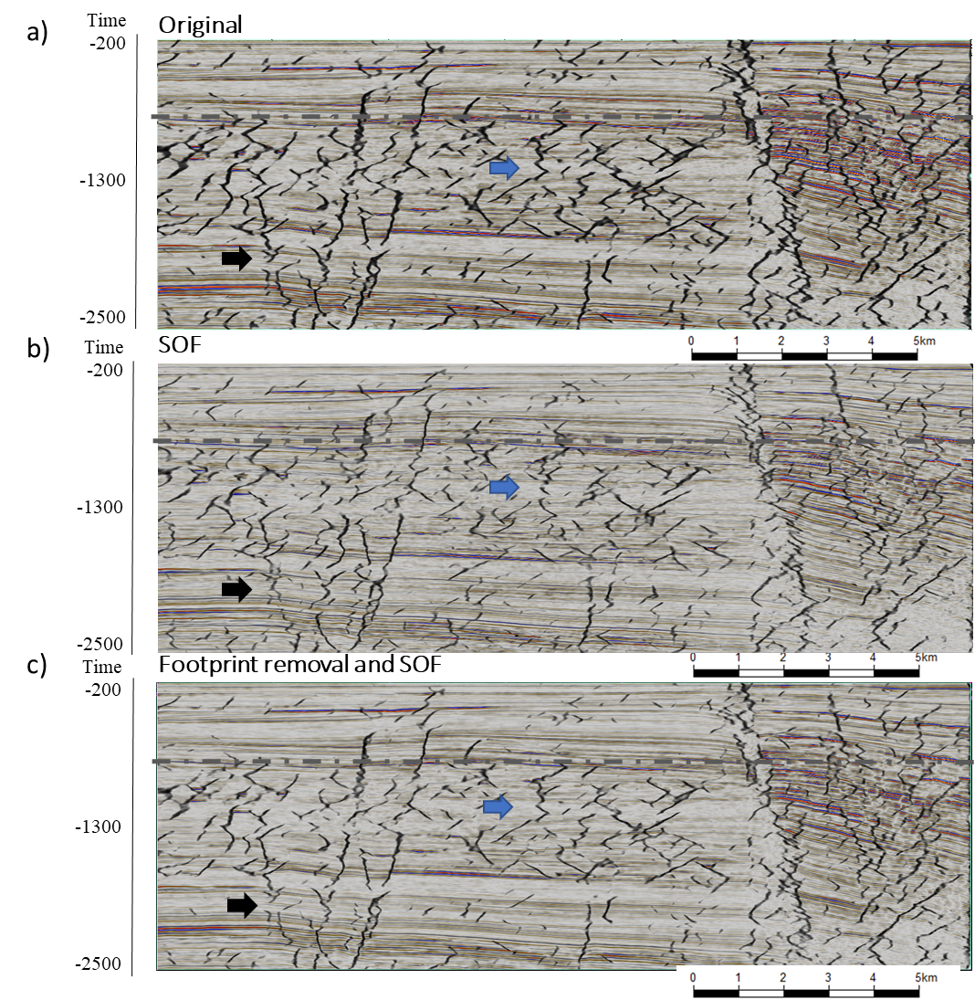 a)
Time
Original
-200
-1300
-2500
b)
Time
SOF
0 1 2 3 4 5km
-200
-1300
-2500
c)
Time
Footprint removal and SOF
0 1 2 3 4 5km
-200
-1300
-2500
0 1 2 3 4 5km